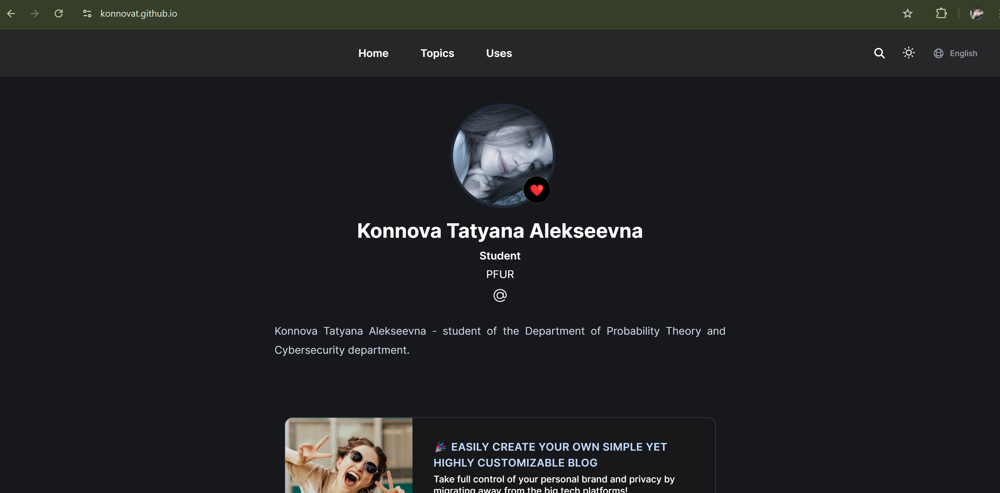 konnovat.github.io
Home Topics Uses English
Konnova Tatyana Alekseevna
Student
PFUR
Konnova Tatyana Alekseevna - student of the Department of Probability Theory and
Cybersecurity department.
🎉 EASILY CREATE YOUR OWN SIMPLE YET
HIGHLY CUSTOMIZABLE BLOG
Take full control of your personal brand and privacy by
migrating away from the big tech platforms!